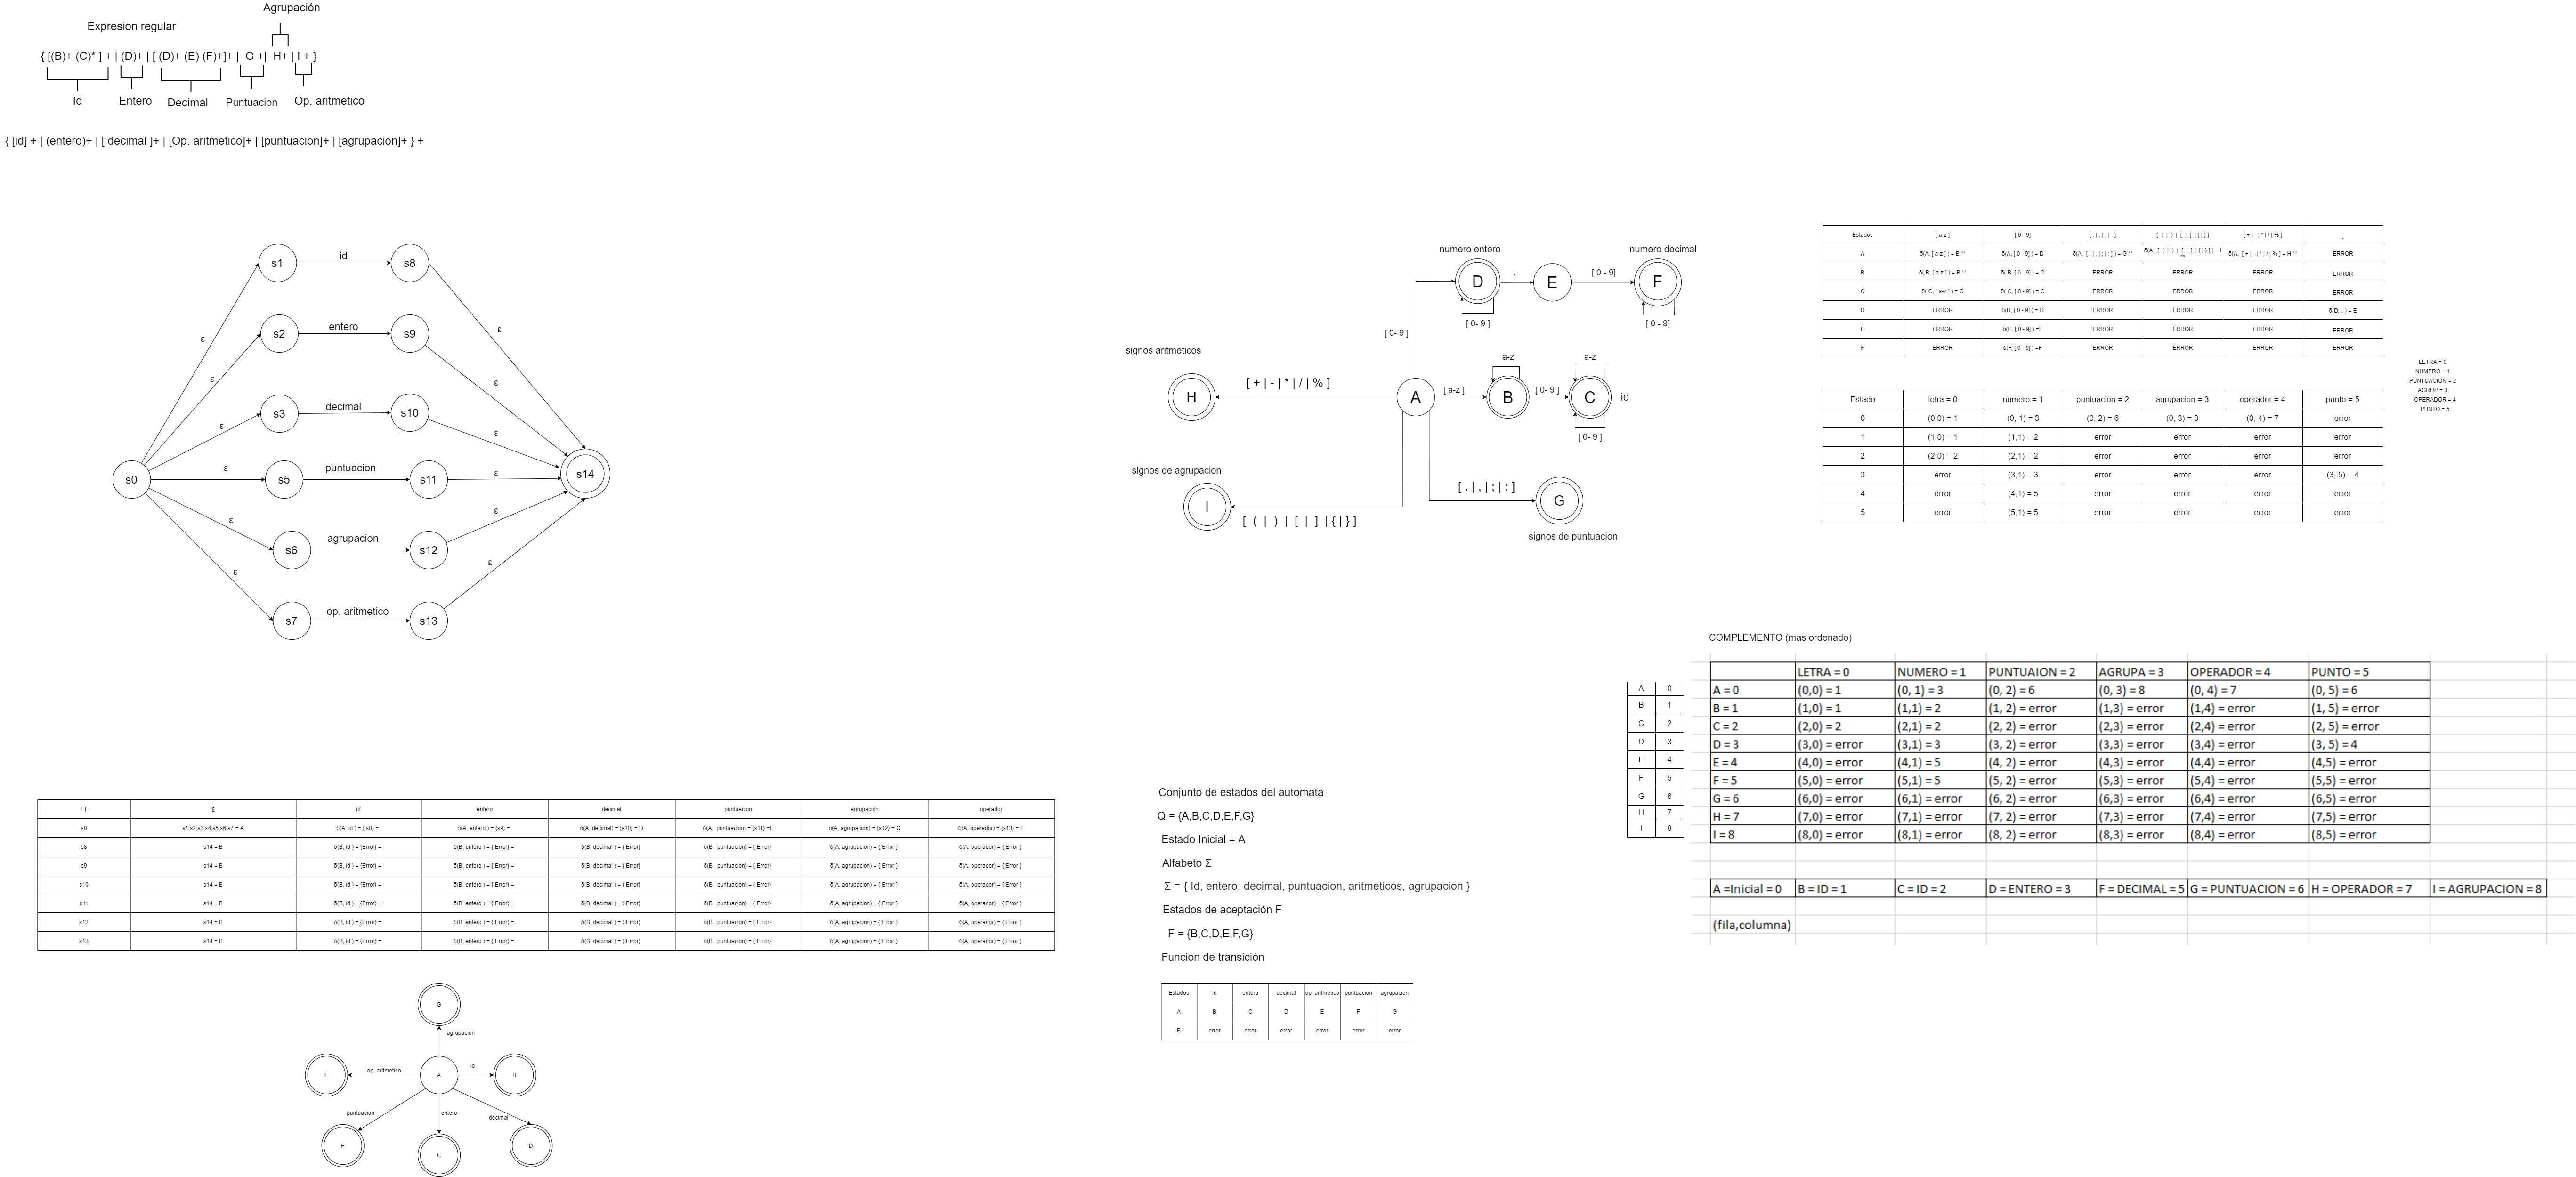 Agrupación
Expresion regular
{ [(B)+ (C)* ] + | (D)+ | [ (D)+ (E) (F)+]+ | G +| H+ | I + }
Id Entero Decimal Puntuacion Op. aritmetico
{ [id] + | (entero)+ | [ decimal ]+ | [Op. aritmetico]+ | [puntuacion]+ | [agrupacion]+ } +
s1 id s8
ε ε
s2 entero s9
ε ε
s3 decimal s10
ε ε
s0 ε s5 puntuacion s11 ε s14
ε ε
s6 agrupacion s12
ε ε
s7 op. aritmetico s13
numero entero numero decimal
D . E [ 0 - 9] F
[ 0- 9 ] [ 0 - 9]
[ 0- 9 ]
signos aritmeticos
a-z a-z
H [ + | - | * | / | % ] A [ a-z ] B [ 0-9 ] C id
[ 0- 9 ]
signos de agrupacion
I [ ( | ) | [ | ] | { | } ]
[ . | , | ; | : ] G
signos de puntuacion
Estados [ a-z ] [ 0 - 9] [ . | , | ; | : ] [ ( | ) | [ | ] | { | } ] [ + | - | * | / | % ] .
A δ(A, [ a-z ] ) = B ** δ(A, [ 0 - 9] ) = D δ(A, [ . | , | ; | : ] ) = G ** δ(A, [ ( | ) | [ | ] | { | } ] ) = I ** δ(A, [ + | - | * | / | % ] = H ** ERROR
B δ( B, [ a-z ] ) = B ** δ( B, [ 0 - 9] ) = C ERROR ERROR ERROR ERROR
C δ( C, [ a-z ] ) = C δ( C, [ 0 - 9] ) = C ERROR ERROR ERROR ERROR
D ERROR δ(D, [ 0 - 9] ) = D ERROR ERROR ERROR δ(D, . ) = E
E ERROR δ(E, [ 0 - 9] ) =F ERROR ERROR ERROR ERROR
F ERROR δ(F, [ 0 - 9] ) =F ERROR ERROR ERROR ERROR
LETRA = 0
NUMERO = 1
PUNTUACION = 2
AGRUP = 3
OPERADOR = 4
PUNTO = 5
Estado letra = 0 numero = 1 puntuacion = 2 agrupacion = 3 operador = 4 punto = 5
0 (0,0) = 1 (0, 1) = 3 (0, 2) = 6 (0, 3) = 8 (0, 4) = 7 error
1 (1,0) = 1 (1,1) = 2 error error error error
2 (2,0) = 2 (2,1) = 2 error error error error
3 error (3,1) = 3 error error error (3, 5) = 4
4 error (4,1) = 5 error error error error
5 error (5,1) = 5 error error error error
COMPLEMENTO (mas ordenado)
A 0
B 1
C 2
D 3
E 4
F 5
G 6
H 7
I 8
LETRA = 0 NUMERO = 1 PUNTUAION = 2 AGRUPA = 3 OPERADOR = 4 PUNTO = 5
A = 0 (0,0) = 1 (0, 1) = 3 (0, 2) = 6 (0, 3) = 8 (0, 4) = 7 (0, 5) = 6
B = 1 (1,0) = 1 (1,1) = 2 (1, 2) = error (1,3) = error (1,4) = error (1, 5) = error
C = 2 (2,0) = 2 (2,1) = 2 (2, 2) = error (2,3) = error (2,4) = error (2, 5) = error
D = 3 (3,0) = error (3,1) = 3 (3, 2) = error (3,3) = error (3,4) = error (3, 5) = 4
E = 4 (4,0) = error (4,1) = 5 (4, 2) = error (4,3) = error (4,4) = error (4,5) = error
F = 5 (5,0) = error (5,1) = 5 (5, 2) = error (5,3) = error (5,4) = error (5,5) = error
G = 6 (6,0) = error (6,1) = error (6, 2) = error (6,3) = error (6,4) = error (6,5) = error
H = 7 (7,0) = error (7,1) = error (7, 2) = error (7,3) = error (7,4) = error (7,5) = error
I = 8 (8,0) = error (8,1) = error (8, 2) = error (8,3) = error (8,4) = error (8,5) = error
A =Inicial = 0 B = ID = 1 C = ID = 2 D = ENTERO = 3 F = DECIMAL = 5 G = PUNTUACION = 6 H = OPERADOR = 7 I = AGRUPACION = 8
(fila,columna)
FT ε id entero decimal puntuacion agrupacion operador
s0 s1,s2,s3,s4,s5,s6,s7 = A δ(A, id ) = { s8} = δ(A, entero ) = {s9} = δ(A, decimal) = {s10} = D δ(A, puntuacion) = {s11} =E δ(A, agrupacion) = {s12} = G δ(A, operador) = {s13} = F
s8 s14 = B δ(B, id ) = {Error} = δ(B, entero ) = { Error} = δ(B, decimal ) = { Error} δ(B, puntuacion) = { Error} δ(A, agrupacion) = { Error } δ(A, operador) = { Error }
s9 s14 = B δ(B, id ) = {Error} = δ(B, entero ) = { Error} = δ(B, decimal ) = { Error} δ(B, puntuacion) = { Error} δ(A, agrupacion) = { Error } δ(A, operador) = { Error }
s10 s14 = B δ(B, id ) = {Error} = δ(B, entero ) = { Error} = δ(B, decimal ) = { Error} δ(B, puntuacion) = { Error} δ(A, agrupacion) = { Error } δ(A, operador) = { Error }
s11 s14 = B δ(B, id ) = {Error} = δ(B, entero ) = { Error} = δ(B, decimal ) = { Error} δ(B, puntuacion) = { Error} δ(A, agrupacion) = { Error } δ(A, operador) = { Error }
s12 s14 = B δ(B, id ) = {Error} = δ(B, entero ) = { Error} = δ(B, decimal ) = { Error} δ(B, puntuacion) = { Error} δ(A, agrupacion) = { Error } δ(A, operador) = { Error }
s13 s14 = B δ(B, id ) = {Error} = δ(B, entero ) = { Error} = δ(B, decimal ) = { Error} δ(B, puntuacion) = { Error} δ(A, agrupacion) = { Error } δ(A, operador) = { Error }
Conjunto de estados del automata
Q = {A,B,C,D,E,F,G}
Estado Inicial = A
Alfabeto Σ
Σ = { Id, entero, decimal, puntuacion, aritmeticos, agrupacion }
Estados de aceptación F
F = {B,C,D,E,F,G}
Funcion de transición
Estados id entero decimal op. aritmetico puntuacion agrupacion
A B C D E F G
B error error error error error error
G
agrupacion
E op. aritmetico A id B
puntuacion entero decimal
F C D